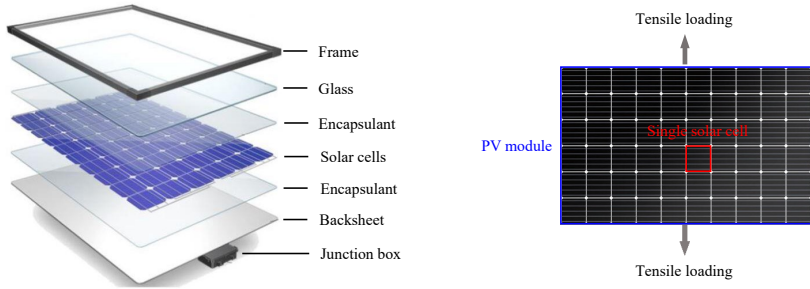 Frame
Glass
Encapsulant
Solar cells
Encapsulant
Backsheet
Junction box
Tensile loading
PV module
Single solar cell
Tensile loading